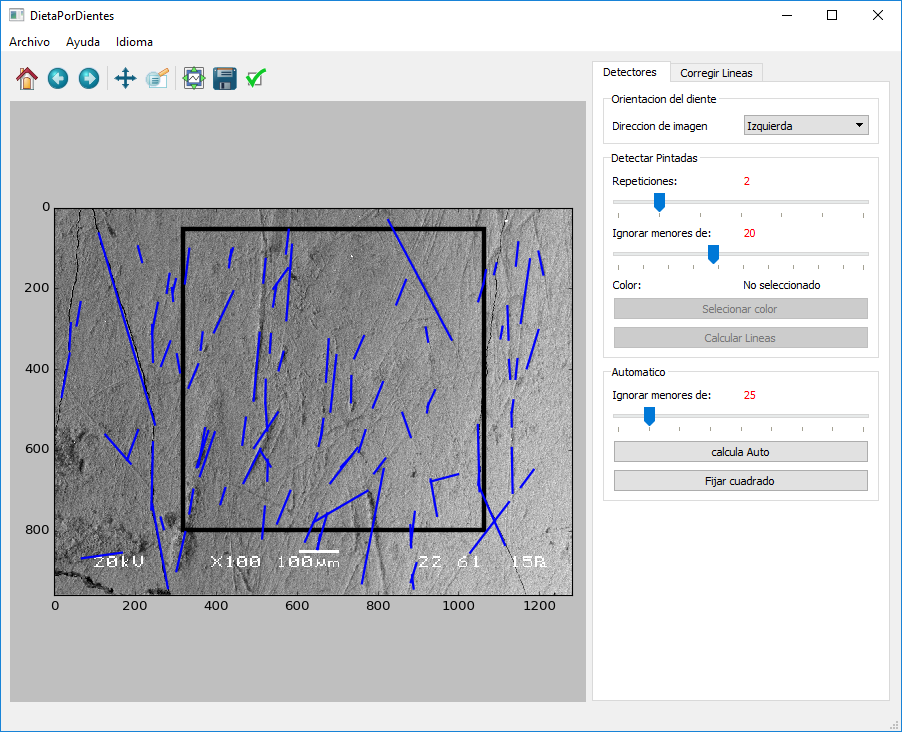 DietaPorDientes
Archivo Ayuda Idioma
Detectores Corregir Lineas
Orientacion del diente
Direccion de imagen Izquierda
Detectar Pintadas
Repeticiones: 2
Ignorar menores de: 20
Color: No seleccionado
Selecionar color
Calcular Lineas
Automatico
Ignorar menores de: 25
calcula Auto
Fijar cuadrado
0
200
400
600
800
20kV X100 100µm 22 61 15R
0 200 400 600 800 1000 1200